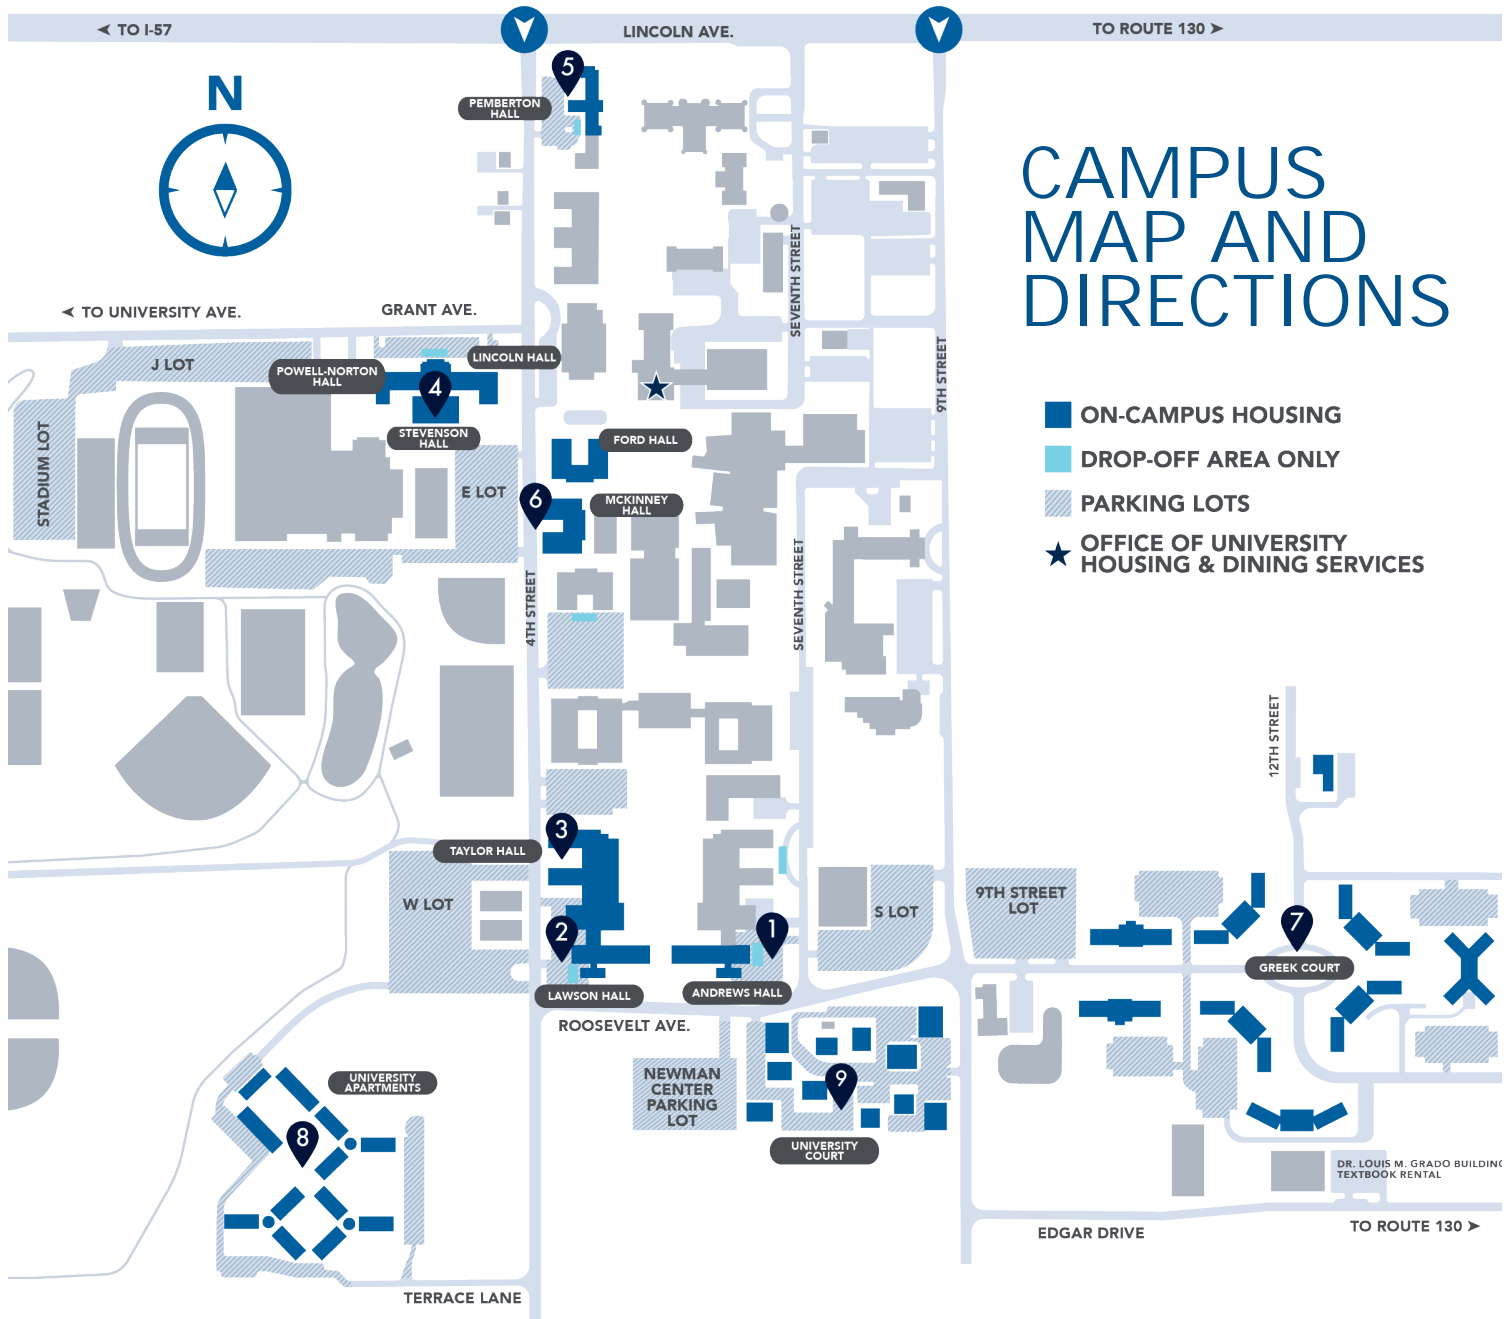 TO I-57
LINCOLN AVE.
TO ROUTE 130
N
5
PEMBERTON
HALL
CAMPUS
MAP AND
DIRECTIONS
SEVENTH STREET
TO UNIVERSITY AVE.
GRANT AVE.
J LOT
LINCOLN HALL
POWELL-NORTON
HALL
4
9TH STREET
STEVENSON
HALL
FORD HALL
ON-CAMPUS HOUSING
DROP-OFF AREA ONLY
PARKING LOTS
OFFICE OF UNIVERSITY
HOUSING & DINING SERVICES
STADIUM LOT
E LOT
6
MCKINNEY
HALL
4TH STREET
SEVENTH STREET
12TH STREET
3
TAYLOR HALL
W LOT
S LOT
9TH STREET
LOT
2
1
7
GREEK COURT
LAWSON HALL
ANDREWS HALL
ROOSEVELT AVE.
UNIVERSITY
APARTMENTS
NEWMAN
CENTER
PARKING
LOT
9
8
UNIVERSITY
COURT
DR. LOUIS M. GRADO BUILDING
TEXTBOOK RENTAL
EDGAR DRIVE
TO ROUTE 130
TERRACE LANE